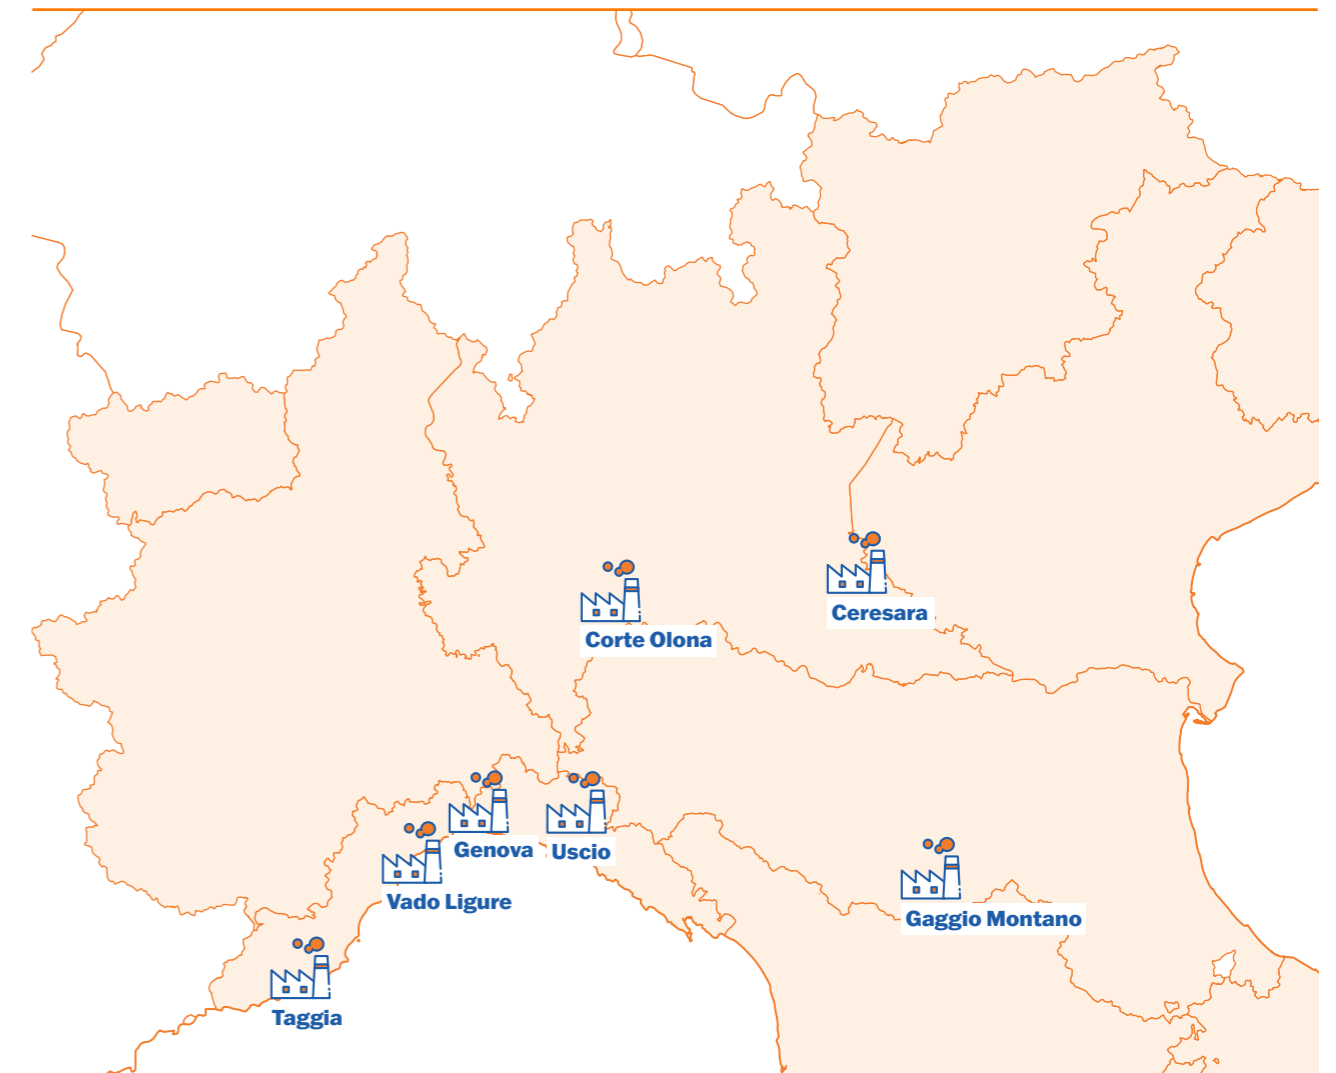 Ceresara
Corte Olona
Genova
Uscio
Vado Ligure
Gaggio Montano
Taggia